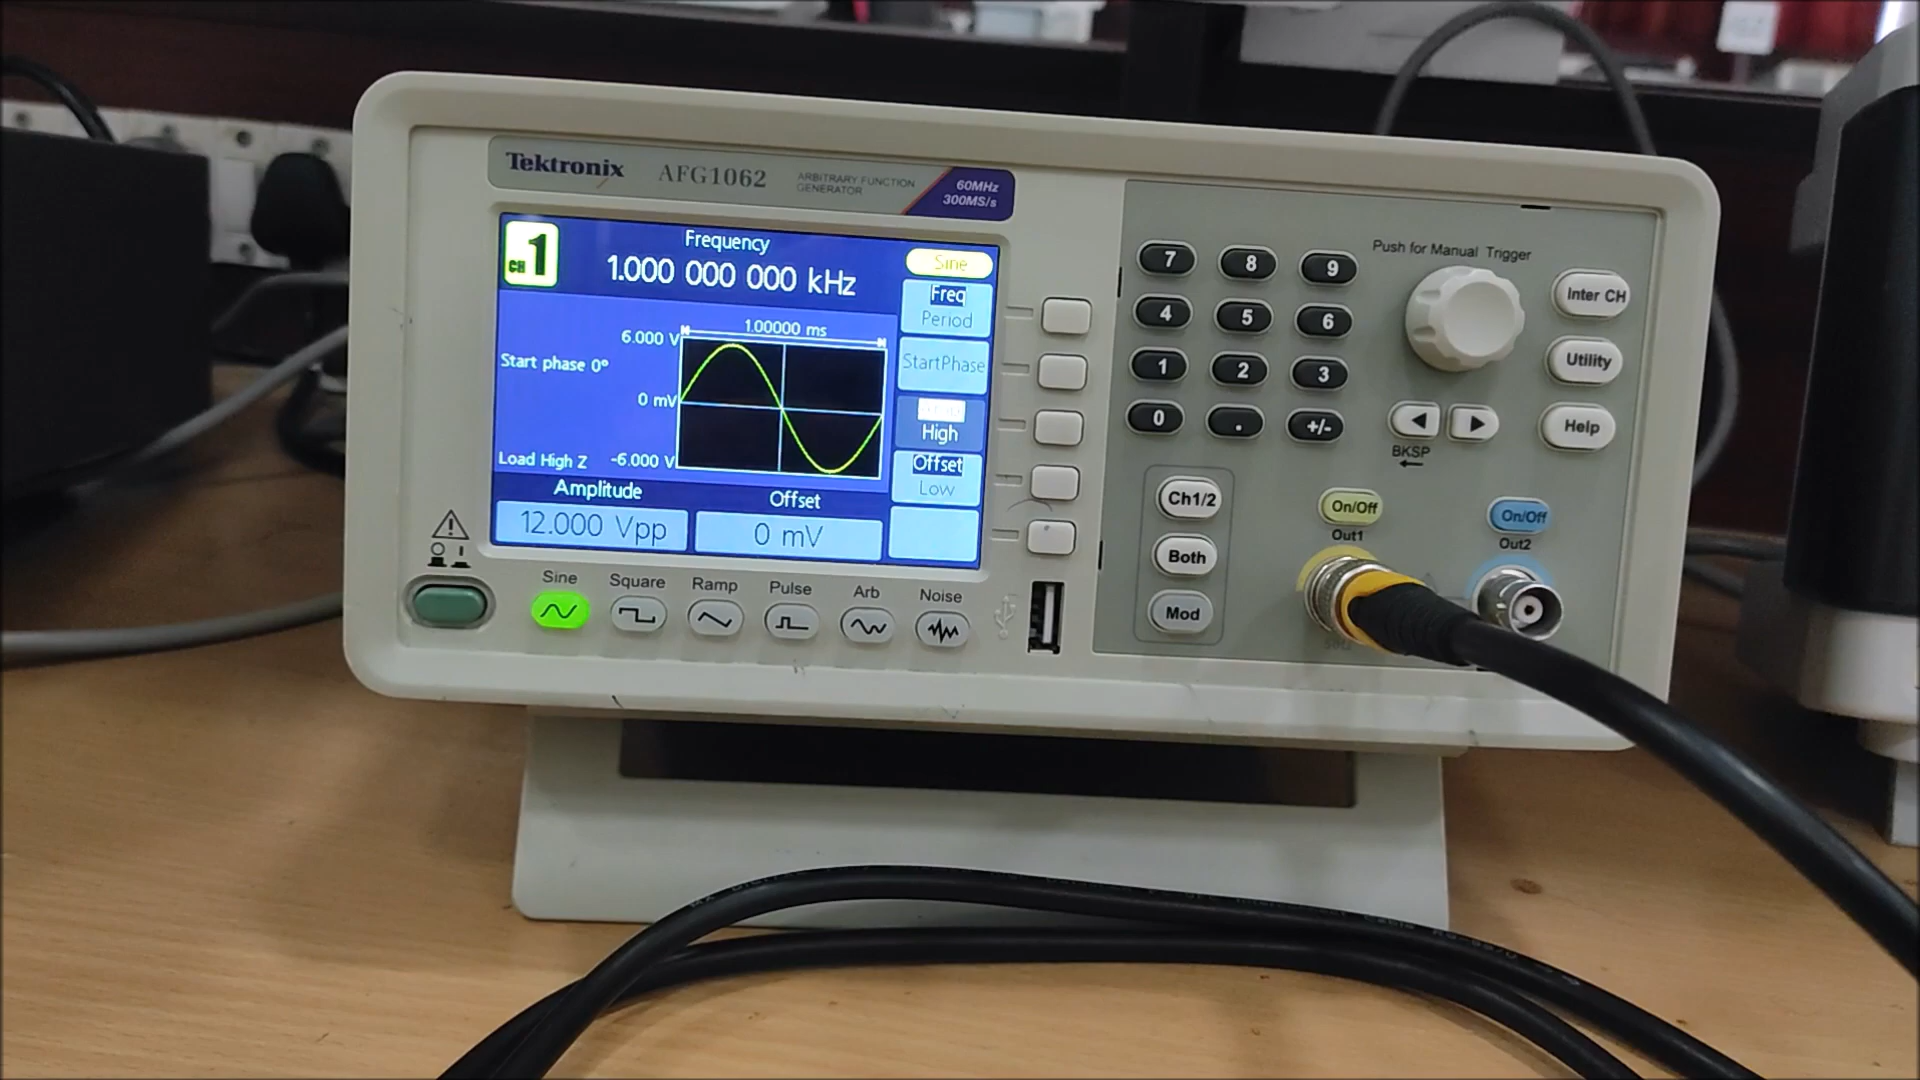 Tektronix AFG1062 ARBITRARY FUNCTION GENERATOR 60MHz 300MS/s
CH 1
Frequency
1.000 000 000 kHz
Sine
Freq
Period
StartPhase
High
Offset
Low
1.00000 ms
6.000 V
Start phase 0°
0 mV
Load High Z
-6.000 V
Amplitude
Offset
12.000 Vpp
0 mV
Sine Square Ramp Pulse Arb Noise
Push for Manual Trigger
7 8 9
4 5 6
1 2 3
0 . +/-
Inter CH
Utility
Help
BKSP
Ch1/2
Both
Mod
On/Off
Out1
On/Off
Out2